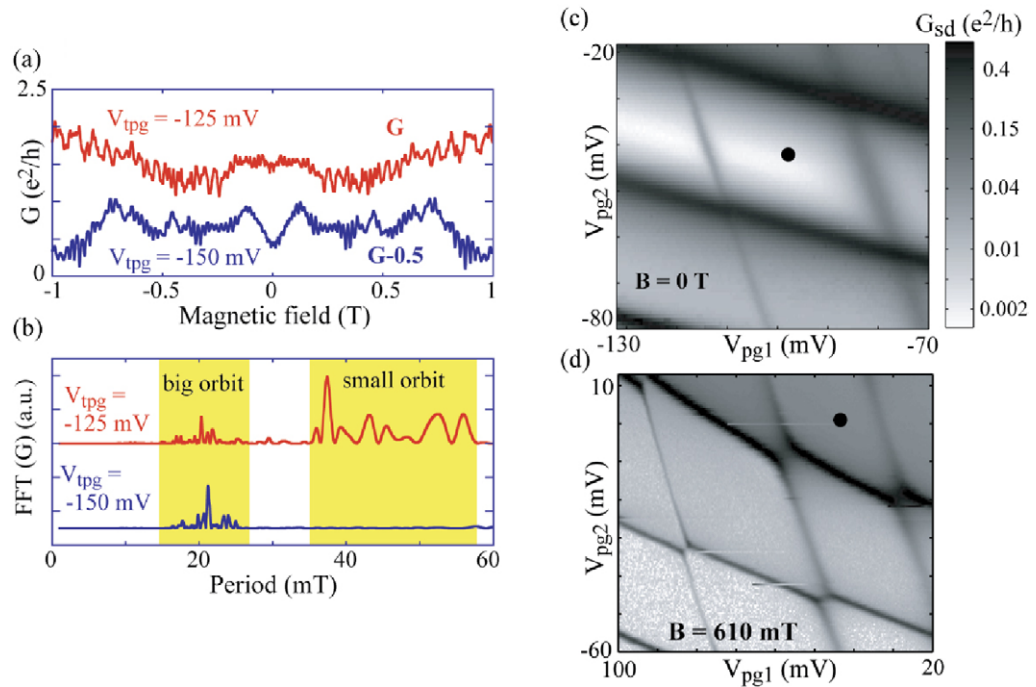 (a)
2.5
V_tpg = -125 mV
G
G (e²/h)
V_tpg = -150 mV
G-0.5
0
-1
-0.5
0
0.5
1
Magnetic field (T)
(b)
big orbit
small orbit
V_tpg =
-125 mV
FFT (G) (a.u.)
V_tpg =
-150 mV
0
20
40
60
Period (mT)
(c)
G_sd (e²/h)
-20
0.4
0.15
V_pg2 (mV)
0.04
0.01
B = 0 T
0.002
-80
-130
V_pg1 (mV)
-70
(d)
10
V_pg2 (mV)
B = 610 mT
-60
100
V_pg1 (mV)
20